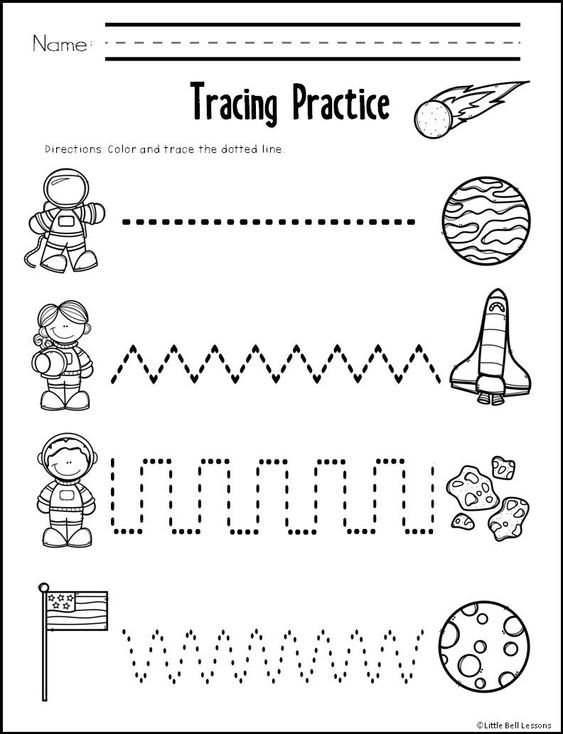 Name:
Tracing Practice
Directions: Color and trace the dotted line.
©Little Bell Lessons